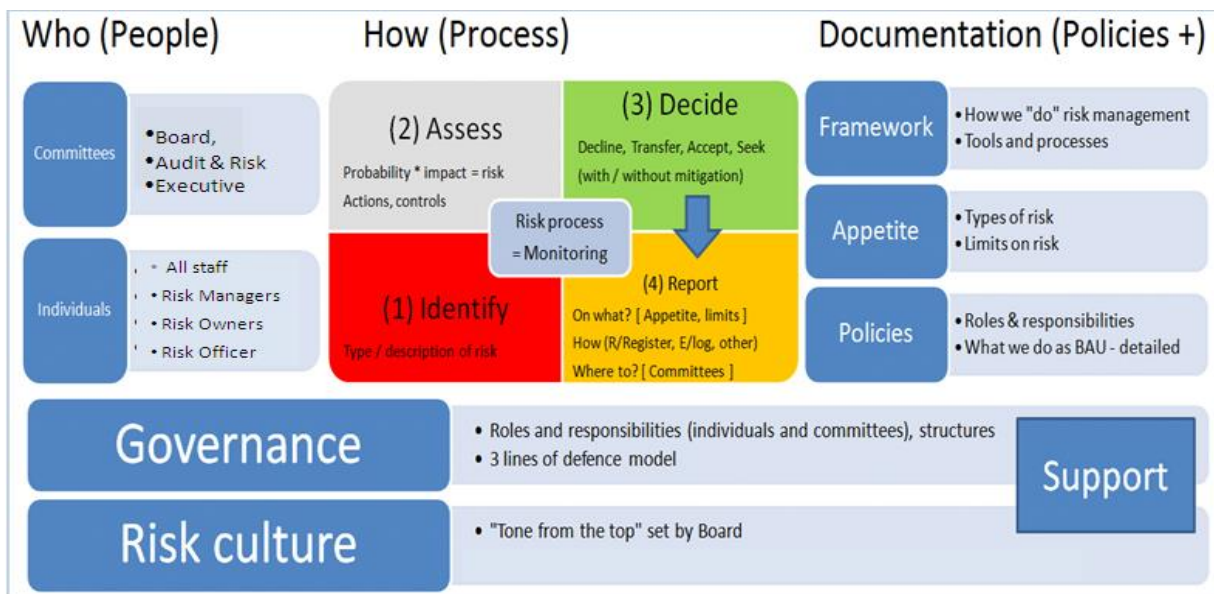 Who (People)
Committees
•Board,
•Audit & Risk
•Executive
Individuals
• All staff
• Risk Managers
• Risk Owners
• Risk Officer
How (Process)
(2) Assess
Probability * impact = risk
Actions, controls
(3) Decide
Decline, Transfer, Accept, Seek
(with / without mitigation)
Risk process
= Monitoring
(1) Identify
Type / description of risk
(4) Report
On what? [ Appetite, limits ]
How (R/Register, E/log, other)
Where to? [ Committees ]
Documentation (Policies +)
Framework
• How we "do" risk management
• Tools and processes
Appetite
• Types of risk
• Limits on risk
Policies
• Roles & responsibilities
• What we do as BAU - detailed
Governance
• Roles and responsibilities (individuals and committees), structures
• 3 lines of defence model
Risk culture
• "Tone from the top" set by Board
Support